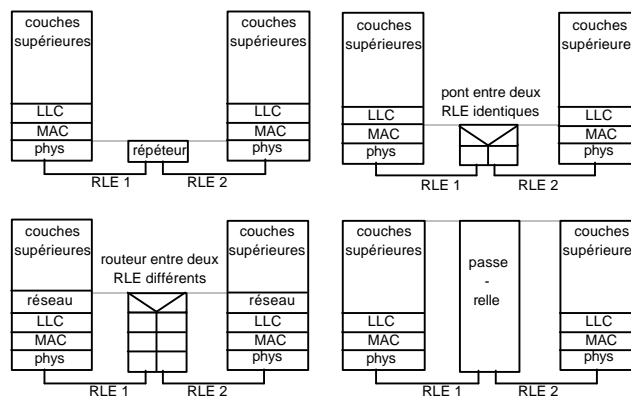 couches
supérieures
LLC
MAC
phys
répéteur
couches
supérieures
LLC
MAC
phys
RLE 1
RLE 2
couches
supérieures
LLC
MAC
phys
pont entre deux
RLE identiques
couches
supérieure
LLC
MAC
phys
RLE 1
RLE 2
couches
supérieures
réseau
LLC
MAC
phys
routeur entre deux
RLE différents
couches
supérieures
réseau
LLC
MAC
phys
RLE 1
RLE 2
couches
supérieures
LLC
MAC
phys
passe
-
relle
couches
supérieure
LLC
MAC
phys
RLE 1
RLE 2